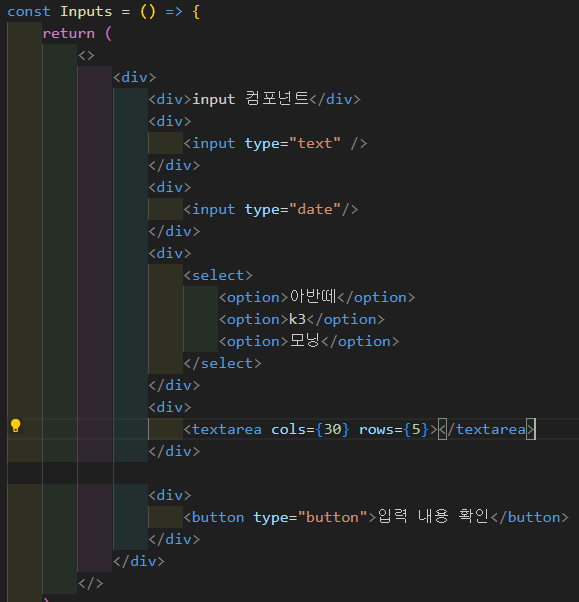 const Inputs = () => {
return (
<>
<div>
<div>input 컴포넌트</div>
<div>
<input type="text" />
</div>
<div>
<input type="date"/>
</div>
<div>
<select>
<option>아반떼</option>
<option>k3</option>
<option>모닝</option>
</select>
</div>
<div>
<textarea cols={30} rows={5}></textarea>
</div>
<div>
<button type="button">입력 내용 확인</button>
</div>
</div>
</>
)